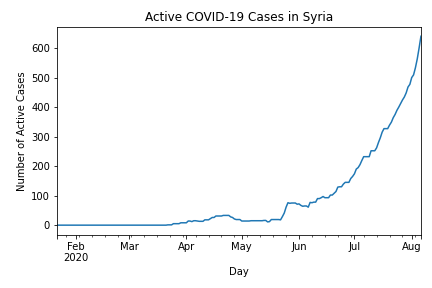 Active COVID-19 Cases in Syria
Number of Active Cases
600
500
400
300
200
100
0
Feb Mar Apr May Jun Jul Aug
2020
Day